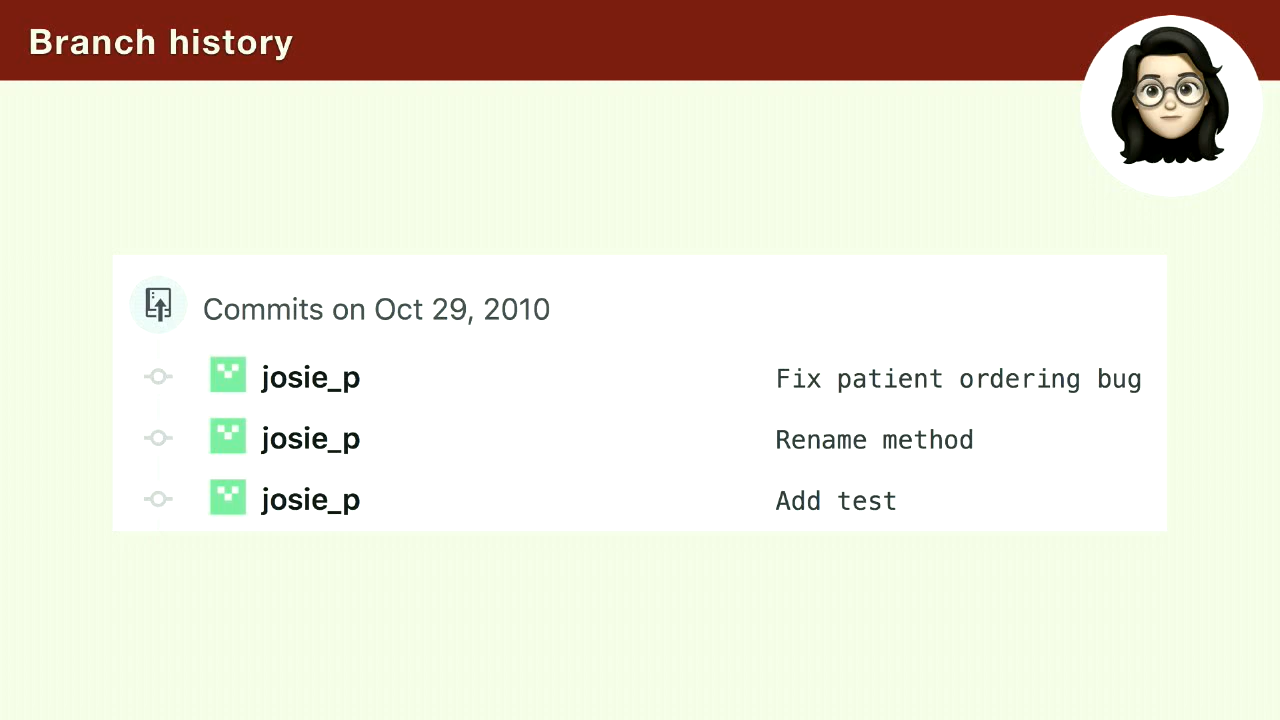 Branch history
Commits on Oct 29, 2010
josie_p Fix patient ordering bug
josie_p Rename method
josie_p Add test